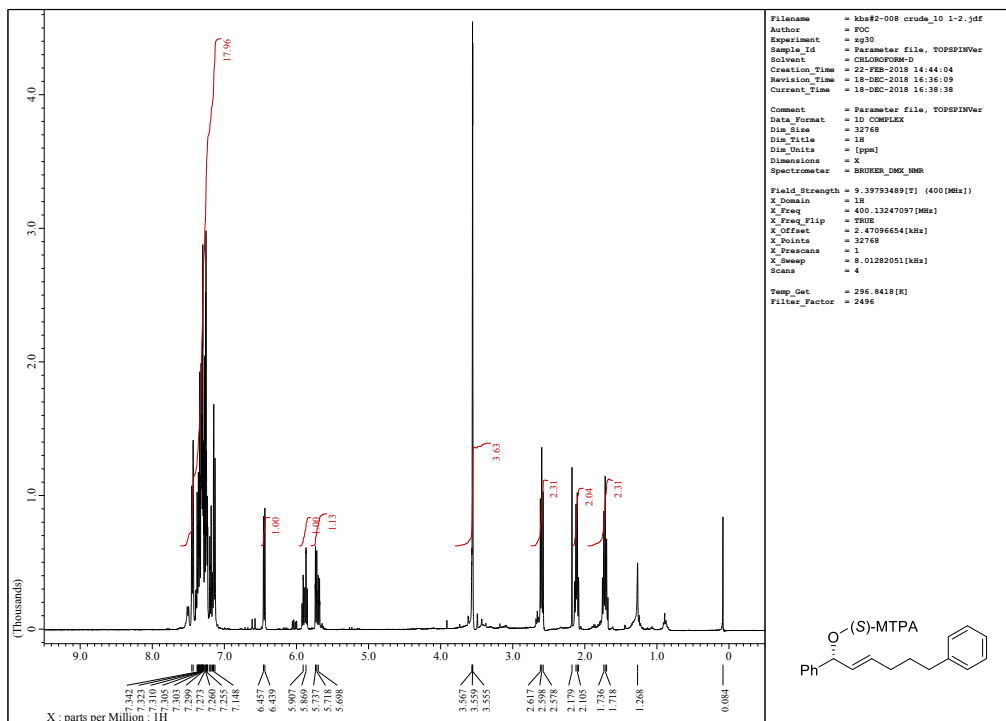 4.0
3.0
2.0
1.0
0
(Thousands)
17.96
1.00
1.00
1.13
3.63
2.31
2.04
2.31
9.0 8.0 7.0 6.0 5.0 4.0 3.0 2.0 1.0 0
7.342
7.323
7.310
7.305
7.303
7.299
7.273
7.260
7.255
7.148
6.457
6.439
5.907
5.869
5.737
5.718
5.698
3.567
3.559
3.555
2.617
2.598
2.578
2.179
2.105
1.736
1.718
1.268
0.084
X : parts per Million : 1H
Filename = kbs#2-008 crude_10 1-2.jdf
Author = FOC
Experiment = zg30
Sample_Id = Parameter file, TOPSPINVer
Solvent = CHLOROFORM-D
Creation_Time = 22-FEB-2018 14:44:04
Revision_Time = 18-DEC-2018 16:36:09
Current_Time = 18-DEC-2018 16:38:38
Comment = Parameter file, TOPSPINVer
Data_Format = 1D COMPLEX
Dim_Size = 32768
Dim_Title = 1H
Dim_Units = [ppm]
Dimensions = X
Spectrometer = BRUKER_DMX_NMR
Field_Strength = 9.39793489[T] (400[MHz])
X_Domain = 1H
X_Freq = 400.13247097[MHz]
X_Freq_Flip = TRUE
X_Offset = 2.47096654[kHz]
X_Points = 32768
X_Prescans = 1
X_Sweep = 8.01282051[kHz]
Scans = 4
Temp_Get = 296.8418[K]
Filter_Factor = 2496
O (S)-MTPA
Ph